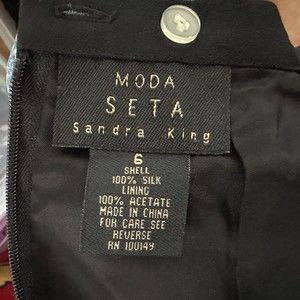 MODA
SETA
Sandra King
6
SHELL
100% SILK
LINING
100% ACETATE
MADE IN CHINA
FOR CARE SEE
REVERSE
RN 100149